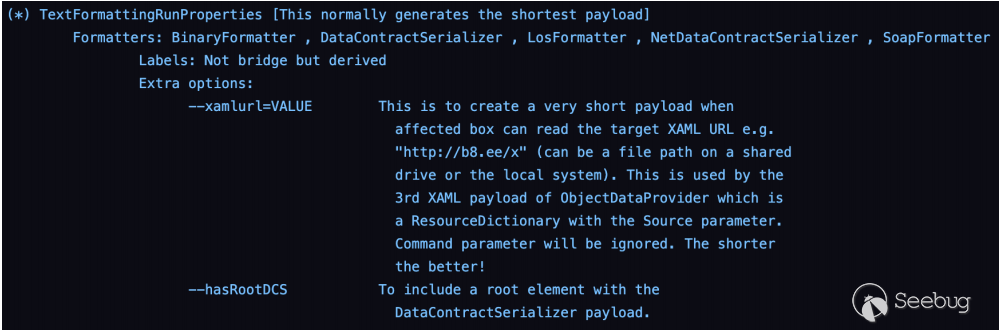 (*) TextFormattingRunProperties [This normally generates the shortest payload]
Formatters: BinaryFormatter , DataContractSerializer , LosFormatter , NetDataContractSerializer , SoapFormatter
Labels: Not bridge but derived
Extra options:
--xamlurl=VALUE This is to create a very short payload when
affected box can read the target XAML URL e.g.
"http://b8.ee/x" (can be a file path on a shared
drive or the local system). This is used by the
3rd XAML payload of ObjectDataProvider which is
a ResourceDictionary with the Source parameter.
Command parameter will be ignored. The shorter
the better!
--hasRootDCS To include a root element with the
DataContractSerializer payload.
Seebug